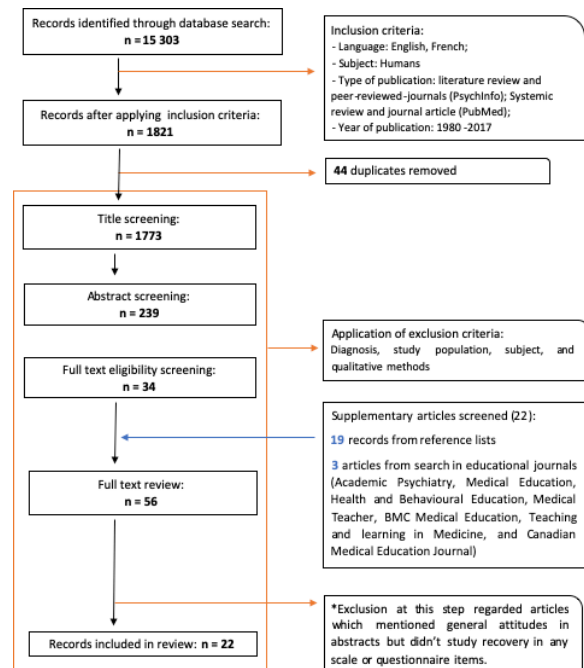 Records identified through database search:
n = 15 303
Inclusion criteria:
- Language: English, French;
- Subject: Humans
- Type of publication: literature review and
peer-reviewed-journals (PsychInfo); Systemic
review and journal article (PubMed);
- Year of publication: 1980 -2017
Records after applying inclusion criteria:
n = 1821
44 duplicates removed
Title screening:
n = 1773
Abstract screening:
n = 239
Application of exclusion criteria:
Diagnosis, study population, subject, and
qualitative methods
Full text eligibility screening:
n = 34
Supplementary articles screened (22):
19 records from reference lists
3 articles from search in educational journals
(Academic Psychiatry, Medical Education,
Health and Behavioural Education, Medical
Teacher, BMC Medical Education, Teaching
and learning in Medicine, and Canadian
Medical Education Journal)
Full text review:
n = 56
*Exclusion at this step regarded articles
which mentioned general attitudes in
abstracts but didn't study recovery in any
scale or questionnaire items.
Records included in review: n = 22